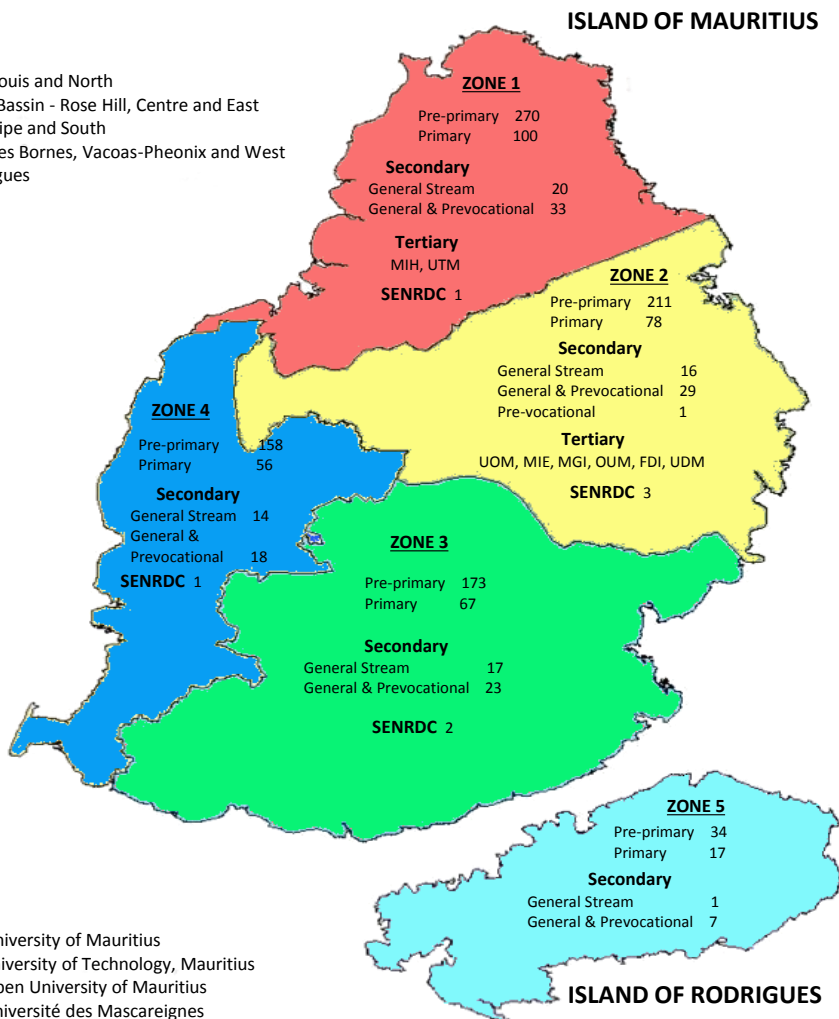 ISLAND OF MAURITIUS
ouis and North
Bassin - Rose Hill, Centre and East
ipe and South
es Bornes, Vacoas-Pheonix and West
gues
ZONE 1
Pre-primary 270
Primary 100
Secondary
General Stream 20
General & Prevocational 33
Tertiary
MIH, UTM
SENRDC 1
ZONE 2
Pre-primary 211
Primary 78
Secondary
General Stream 16
General & Prevocational 29
Pre-vocational 1
Tertiary
UOM, MIE, MGI, OUM, FDI, UDM
SENRDC 3
ZONE 4
Pre-primary 158
Primary 56
Secondary
General Stream 14
General &
Prevocational 18
SENRDC 1
ZONE 3
Pre-primary 173
Primary 67
Secondary
General Stream 17
General & Prevocational 23
SENRDC 2
ZONE 5
Pre-primary 34
Primary 17
Secondary
General Stream 1
General & Prevocational 7
ISLAND OF RODRIGUES
niversity of Mauritius
iversity of Technology, Mauritius
pen University of Mauritius
niversité des Mascareignes